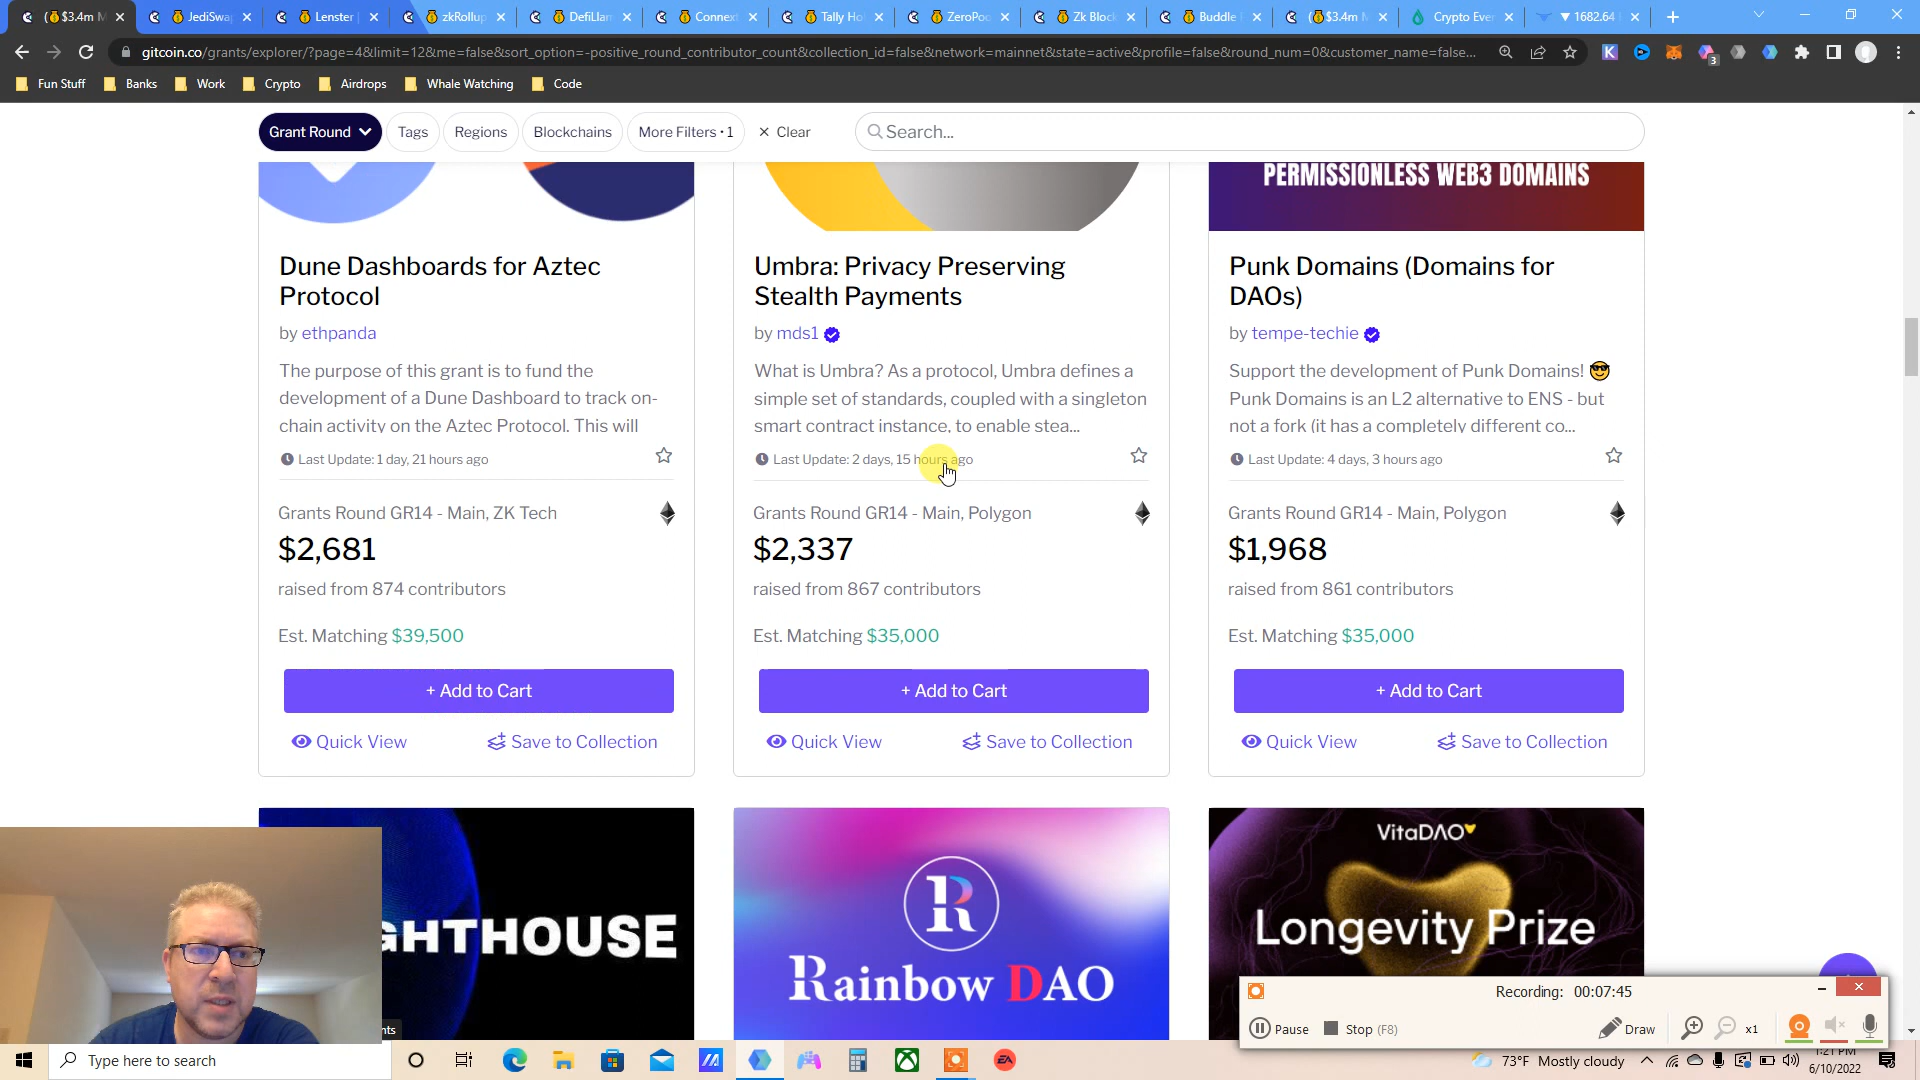 ($3.4m M
JediSwap
Lenster |
zkRollup
DefiLlam
Connext
Tally Ho
ZeroPoo
Zk Block
Buddle F
($3.4m M
Crypto Ever
▼ 1682.64
gitcoin.co/grants/explorer/?page=4&limit=12&me=false&sort_option=-positive_round_contributor_count&collection_id=false&network=mainnet&state=active&profile=false&round_num=0&customer_name=false...
3
Fun Stuff
Banks
Work
Crypto
Airdrops
Whale Watching
Code
Grant Round
Tags
Regions
Blockchains
More Filters • 1
× Clear
Search...
PERMISSIONLESS WEB3 DOMAINS
Dune Dashboards for Aztec
Protocol
by ethpanda
The purpose of this grant is to fund the
development of a Dune Dashboard to track on-
chain activity on the Aztec Protocol. This will
Last Update: 1 day, 21 hours ago
Grants Round GR14 - Main, ZK Tech
$2,681
raised from 874 contributors
Est. Matching $39,500
+ Add to Cart
Quick View
Save to Collection
Umbra: Privacy Preserving
Stealth Payments
by mds1
What is Umbra? As a protocol, Umbra defines a
simple set of standards, coupled with a singleton
smart contract instance, to enable stea...
Last Update: 2 days, 15 hours ago
Grants Round GR14 - Main, Polygon
$2,337
raised from 867 contributors
Est. Matching $35,000
+ Add to Cart
Quick View
Save to Collection
Punk Domains (Domains for
DAOs)
by tempe-techie
Support the development of Punk Domains! 😎
Punk Domains is an L2 alternative to ENS - but
not a fork (it has a completely different co...
Last Update: 4 days, 3 hours ago
Grants Round GR14 - Main, Polygon
$1,968
raised from 861 contributors
Est. Matching $35,000
+ Add to Cart
Quick View
Save to Collection
GHTHOUSE
R
Rainbow DAO
VitaDAO
Longevity Prize
nts
Recording: 00:07:45
Pause
Stop (F8)
Draw
x1
Type here to search
EA
73°F Mostly cloudy
1:21 PM
6/10/2022